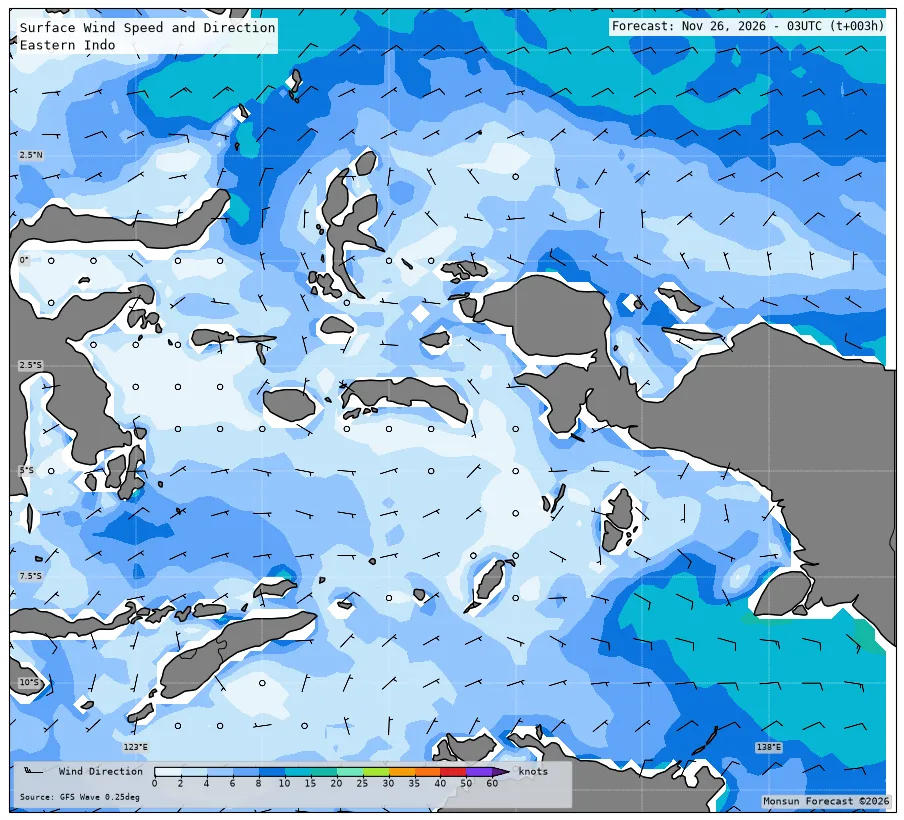 Surface Wind Speed and Direction
Eastern Indo
Forecast: Nov 26, 2026 - 03UTC (t+003h)
2.5°N
0°
2.5°S
5°S
7.5°S
10°S
123°E
138°E
Wind Direction
0 2 4 6 8 10 15 20 25 30 35 40 50 60
knots
Source: GFS Wave 0.25deg
Monsun Forecast ©2026